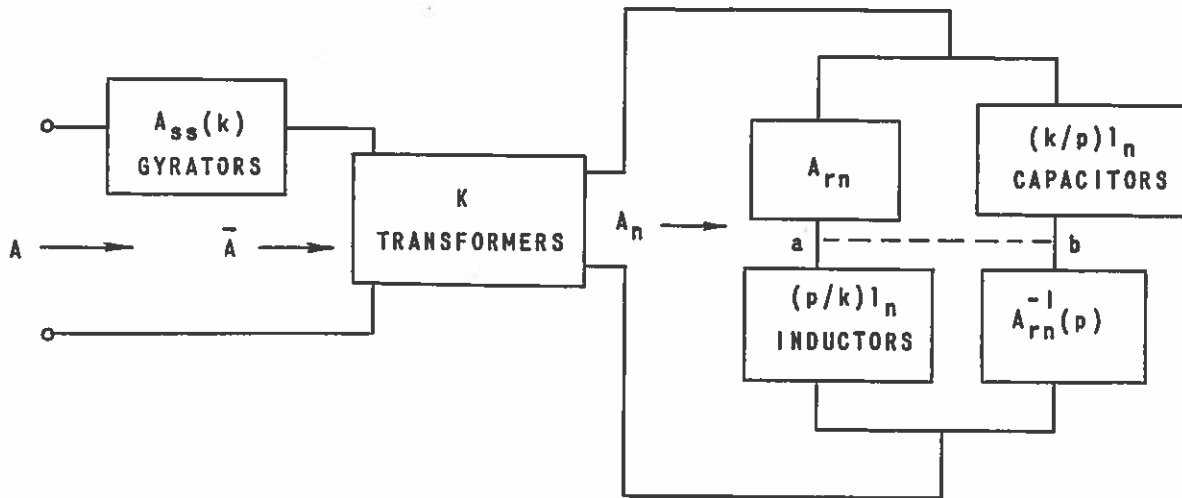 A_ss(k)
GYRATORS
A
Ā
K
TRANSFORMERS
A_n
A_rn
(k/p)1_n
CAPACITORS
a
b
(p/k)1_n
INDUCTORS
A_rn^-1(p)